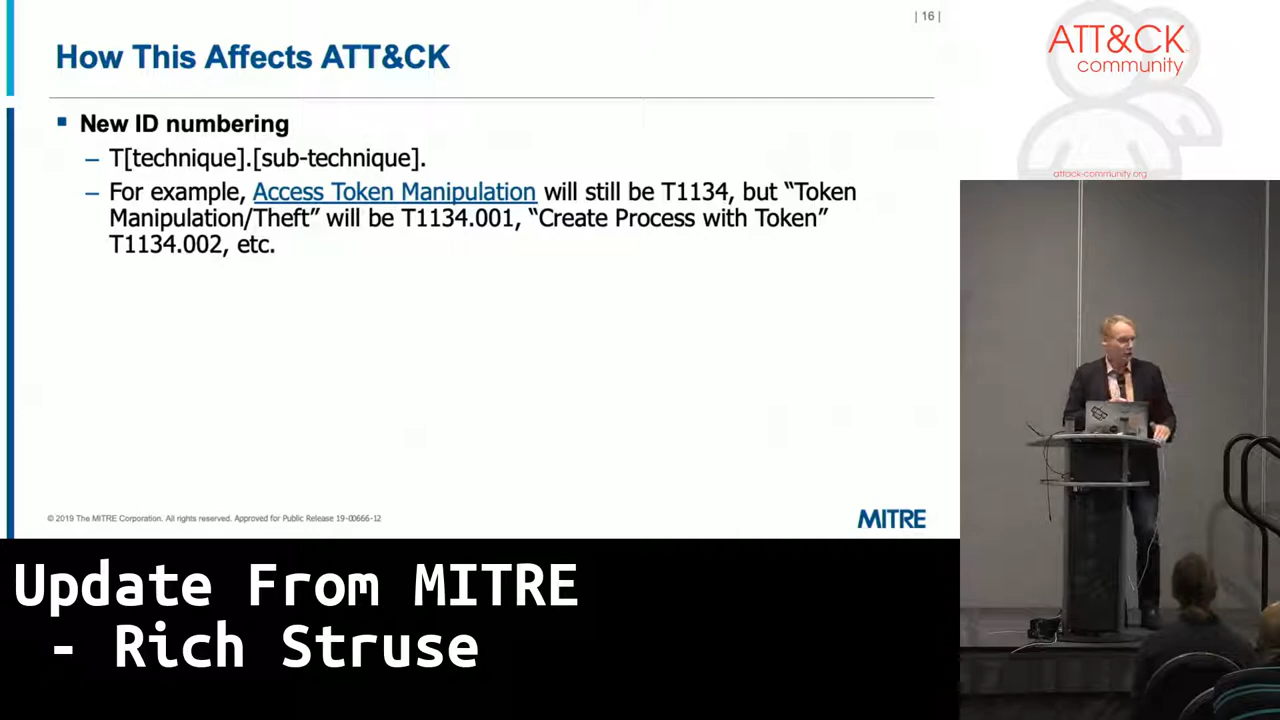 | 16 |
How This Affects ATT&CK
▪ New ID numbering
– T[technique].[sub-technique].
– For example, Access Token Manipulation will still be T1134, but “Token
Manipulation/Theft” will be T1134.001, “Create Process with Token”
T1134.002, etc.
© 2019 The MITRE Corporation. All rights reserved. Approved for Public Release 19-00666-12
MITRE
ATT&CK
community
attack-community.org
Update From MITRE
- Rich Struse